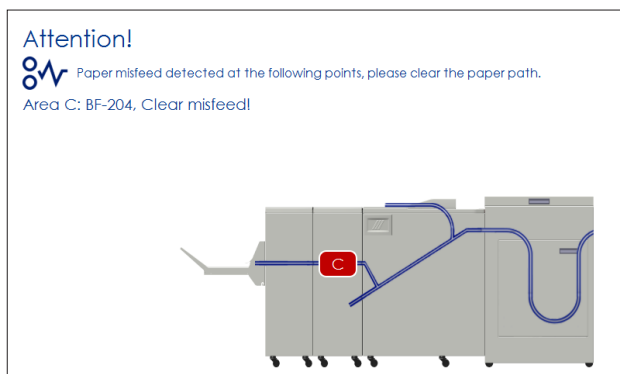 Attention!
Paper misfeed detected at the following points, please clear the paper path.
Area C: BF-204, Clear misfeed!
C